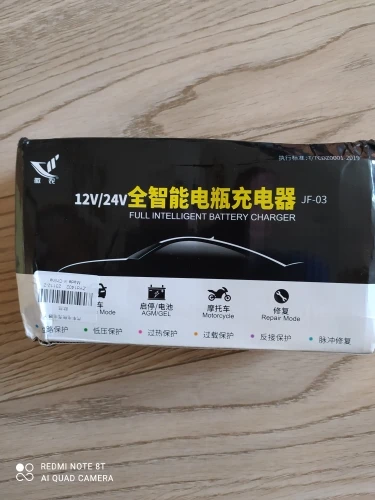 12V/24V全智能电瓶充电器 JF-03
FULL INTELLIGENT BATTERY CHARGER
车
Mode
启停/电池
AGM/GEL
摩托车
Motorcycle
修复
Repair Mode
保护
低压保护
过热保护
过载保护
反接保护
脉冲修复
REDMI NOTE 8T
AI QUAD CAMERA